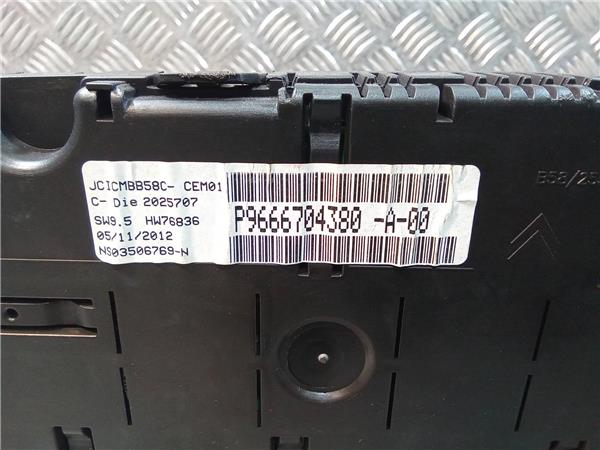 JCICMBB58C- CEM01
C- Die 2025707
SW9.5 HW76836
05/11/2012
NS03506769-N
P9666704380 -A-00